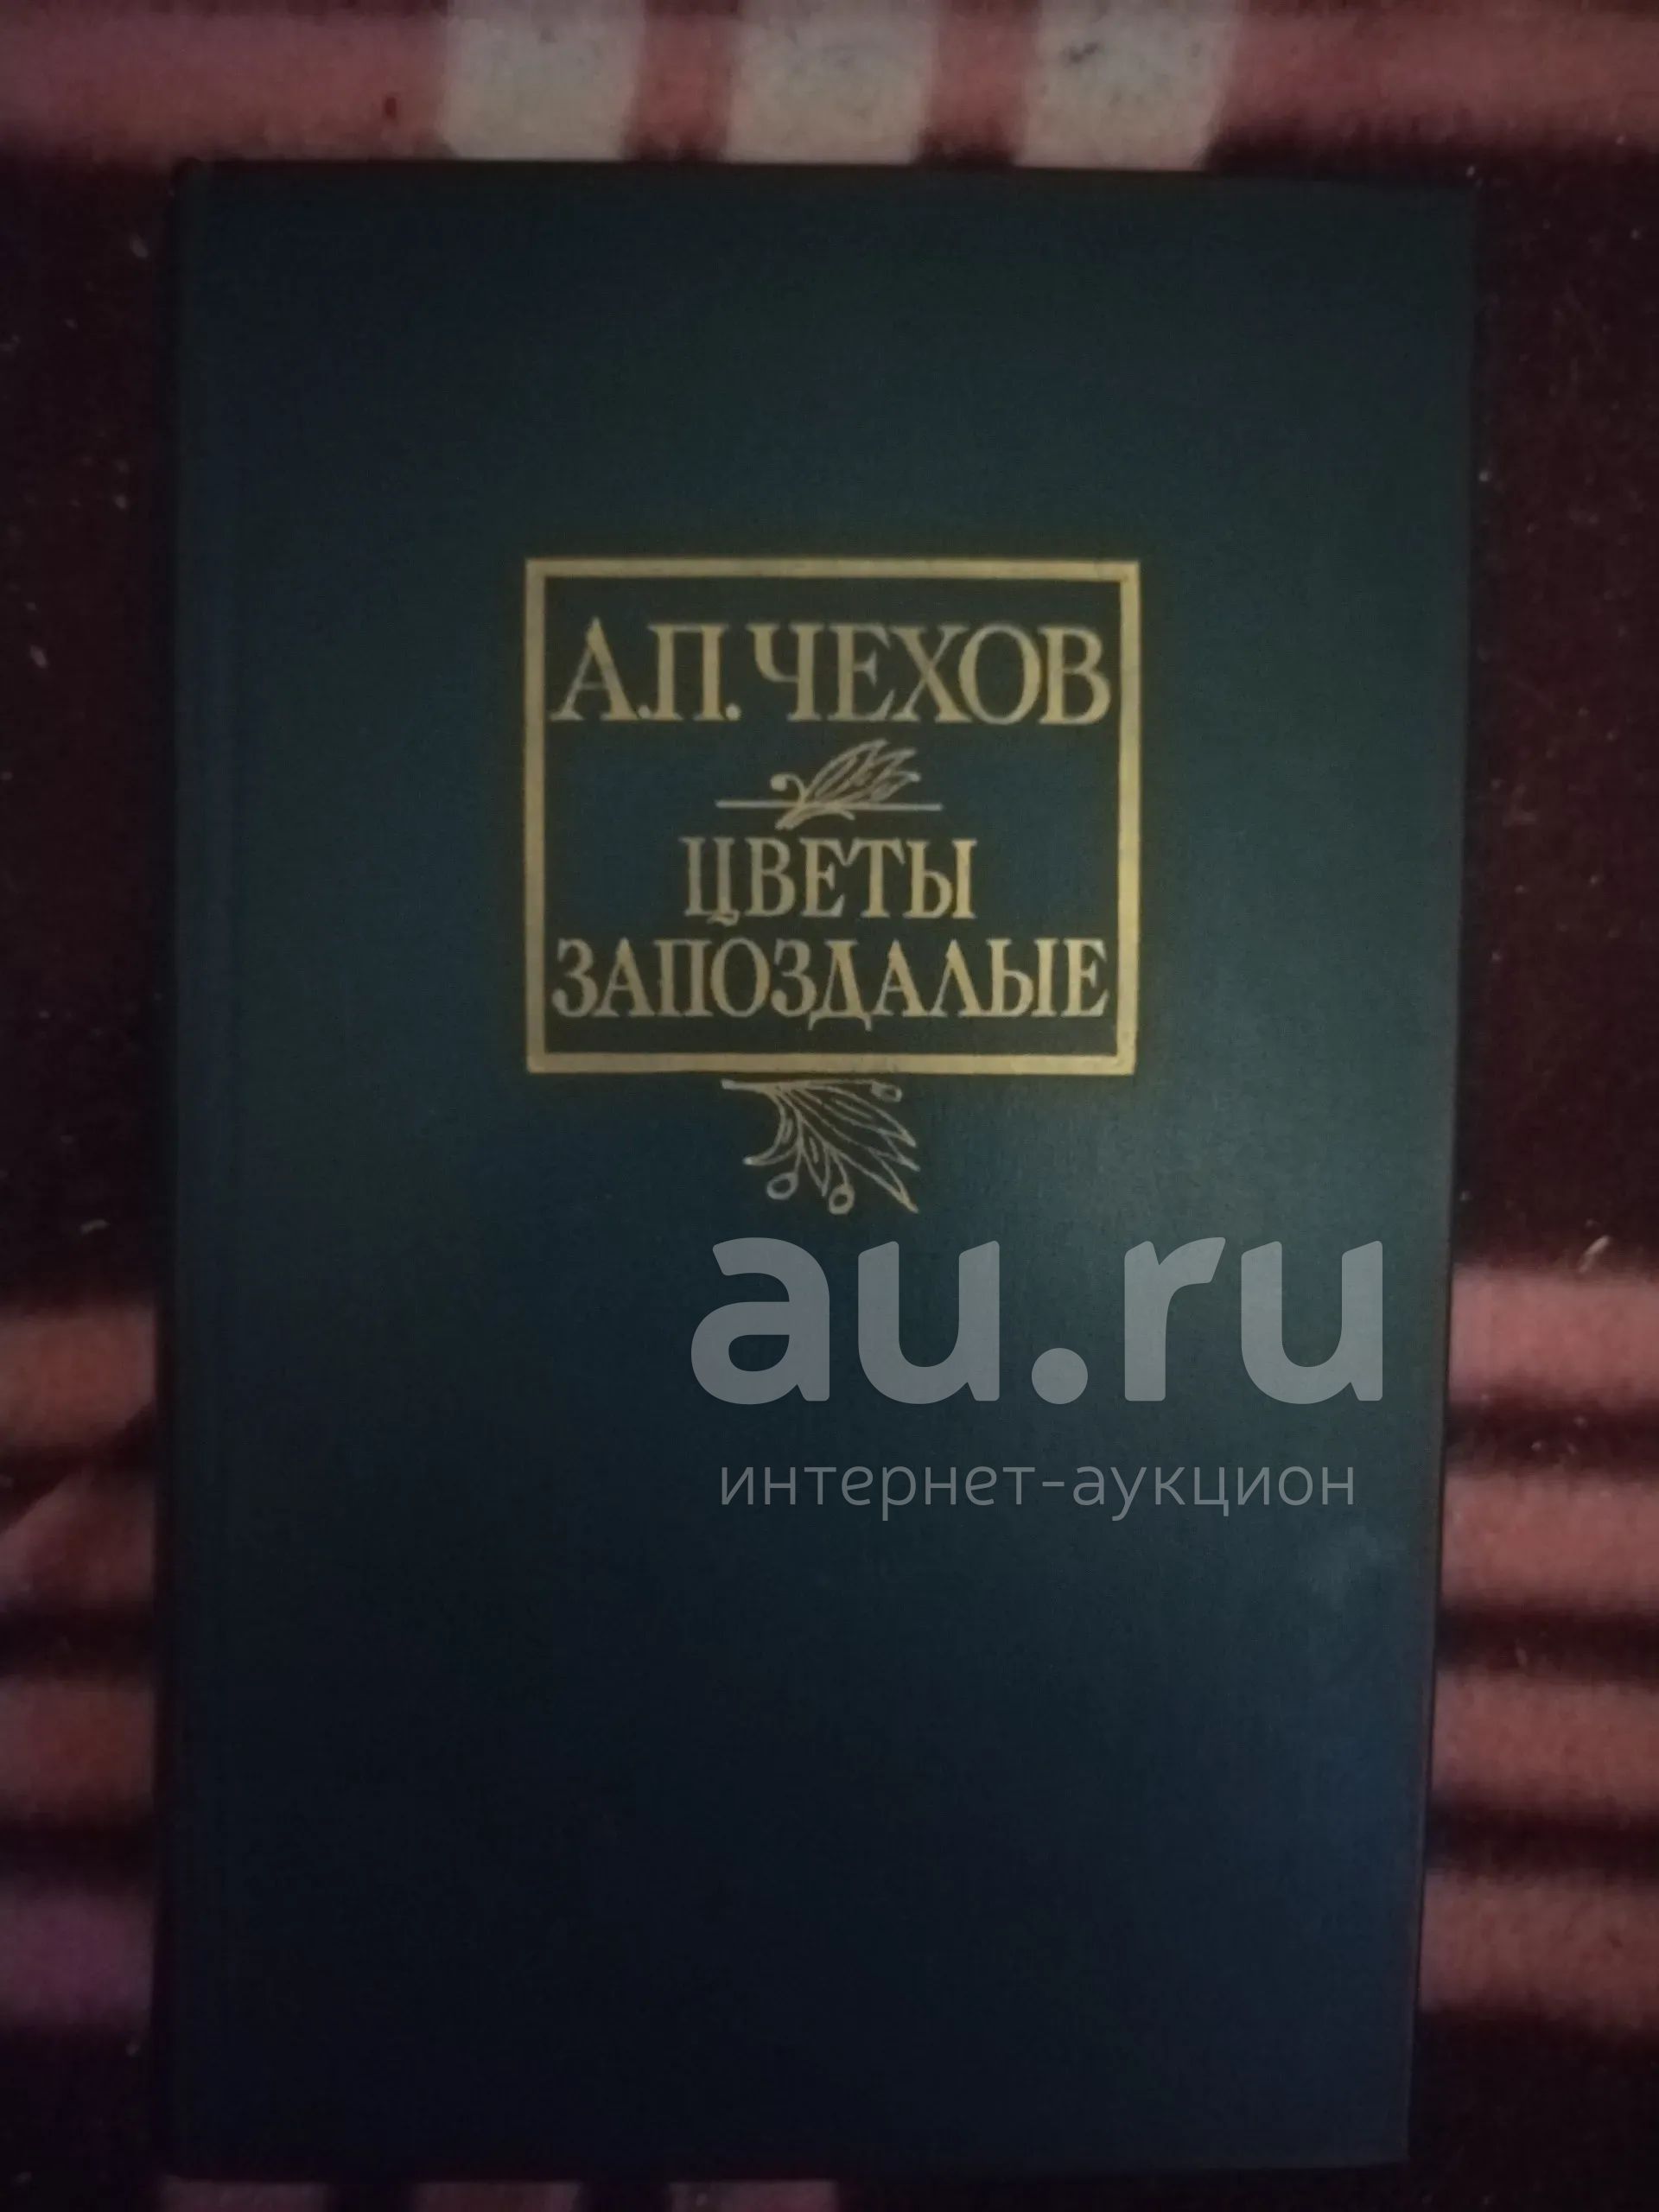 А.П. ЧЕХОВ
ЦВЕТЫ
ЗАПОЗДАЛЫЕ
au.ru
интернет-аукцион